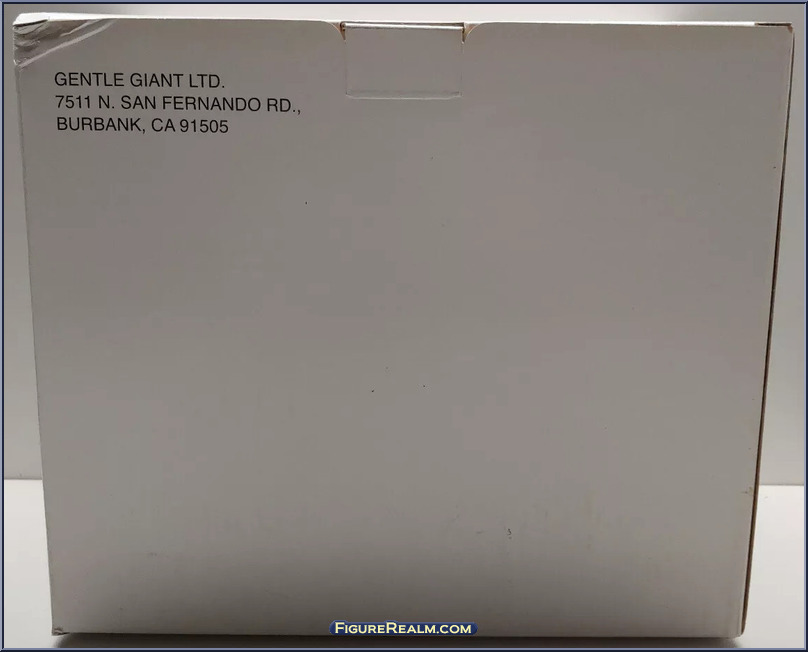 GENTLE GIANT LTD.
7511 N. SAN FERNANDO RD.,
BURBANK, CA 91505
FIGUREREALM.COM